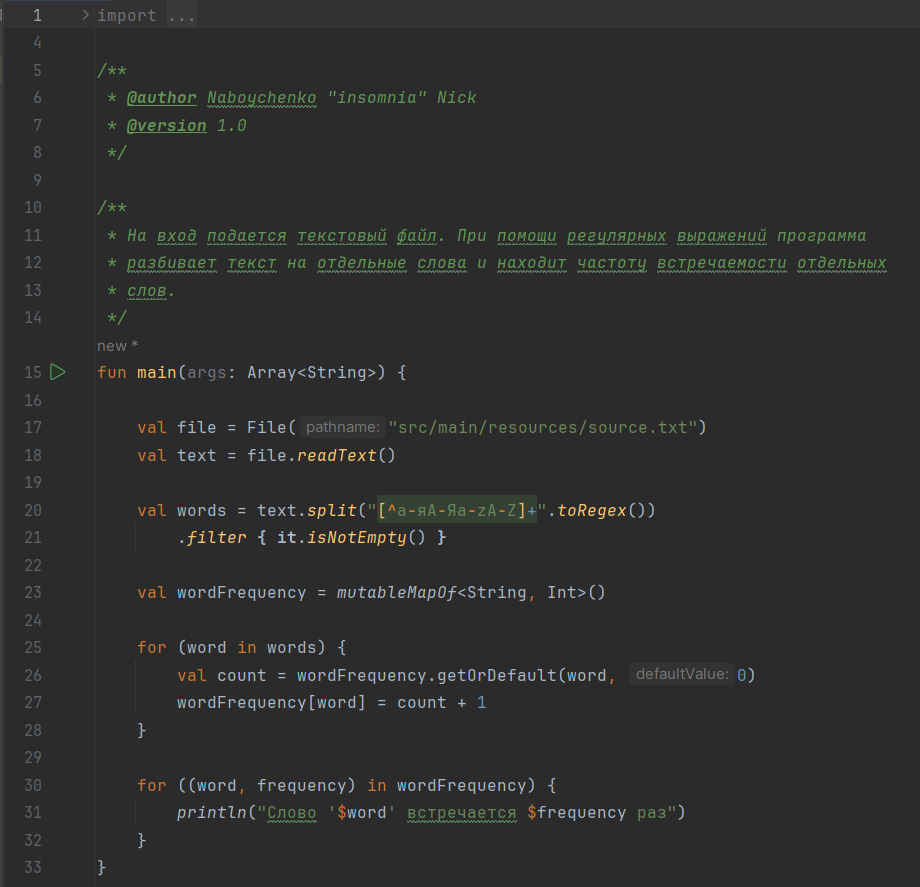 1 > import ...
4
5 /**
6 * @author Naboychenko "insomnia" Nick
7 * @version 1.0
8 */
9
10 /**
11 * На вход подается текстовый файл. При помощи регулярных выражений программа
12 * разбивает текст на отдельные слова и находит частоту встречаемости отдельных
13 * слов.
14 */
new *
15 fun main(args: Array<String>) {
16
17 val file = File( pathname: "src/main/resources/source.txt")
18 val text = file.readText()
19
20 val words = text.split("[^а-яА-Яa-zA-Z]+".toRegex())
21 .filter { it.isNotEmpty() }
22
23 val wordFrequency = mutableMapOf<String, Int>()
24
25 for (word in words) {
26 val count = wordFrequency.getOrDefault(word, defaultValue: 0)
27 wordFrequency[word] = count + 1
28 }
29
30 for ((word, frequency) in wordFrequency) {
31 println("Слово '$word' встречается $frequency раз")
32 }
33 }